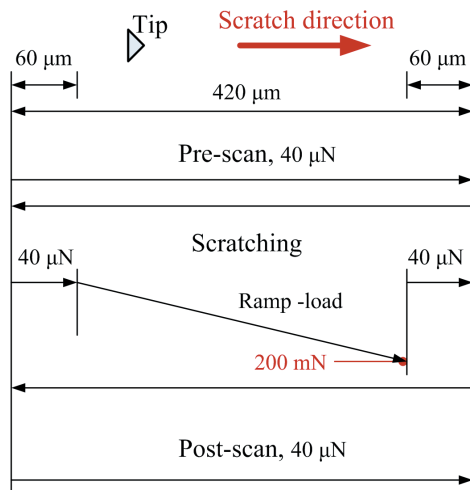 Tip
Scratch direction
60 μm
60 μm
420 μm
Pre-scan, 40 μN
Scratching
40 μN
40 μN
Ramp -load
200 mN
Post-scan, 40 μN